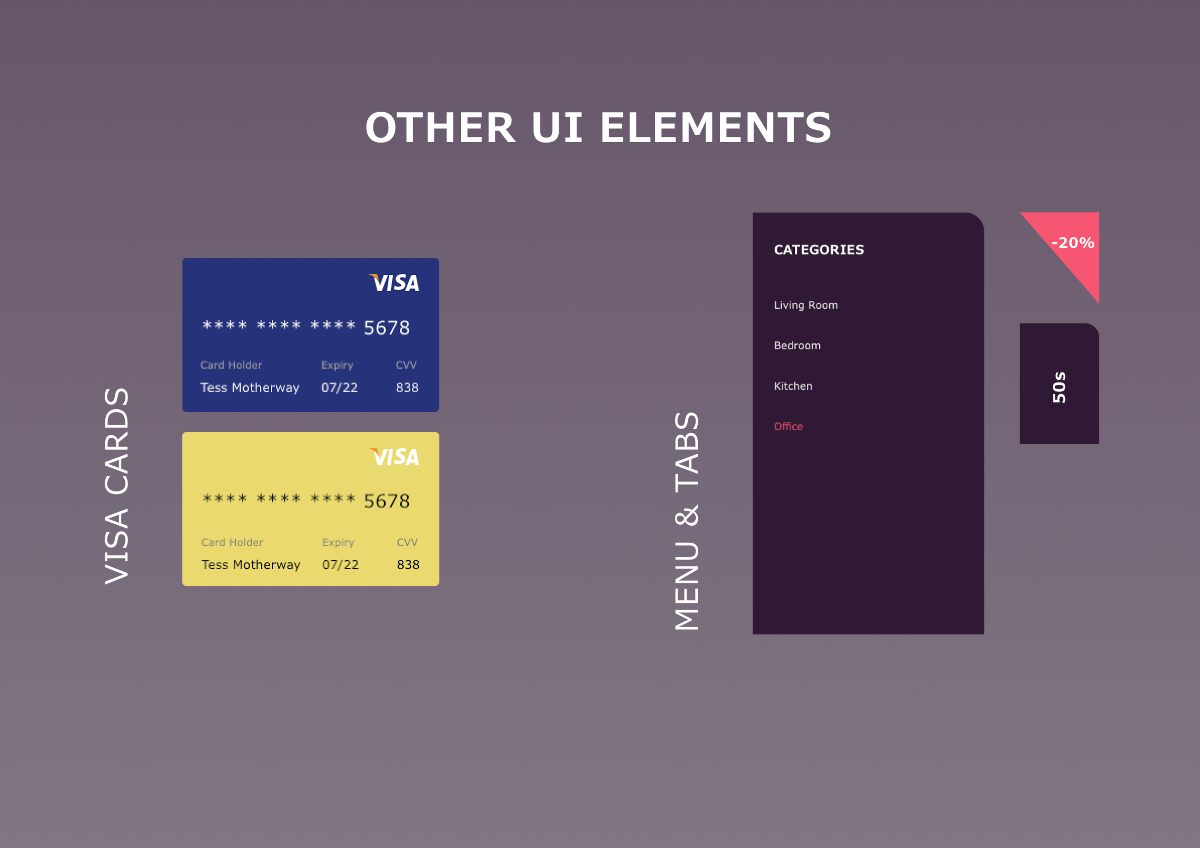 OTHER UI ELEMENTS
VISA CARDS
VISA
**** **** **** 5678
Card Holder Expiry CVV
Tess Motherway 07/22 838
VISA
**** **** **** 5678
Card Holder Expiry CVV
Tess Motherway 07/22 838
MENU & TABS
CATEGORIES
Living Room
Bedroom
Kitchen
Office
-20%
50s